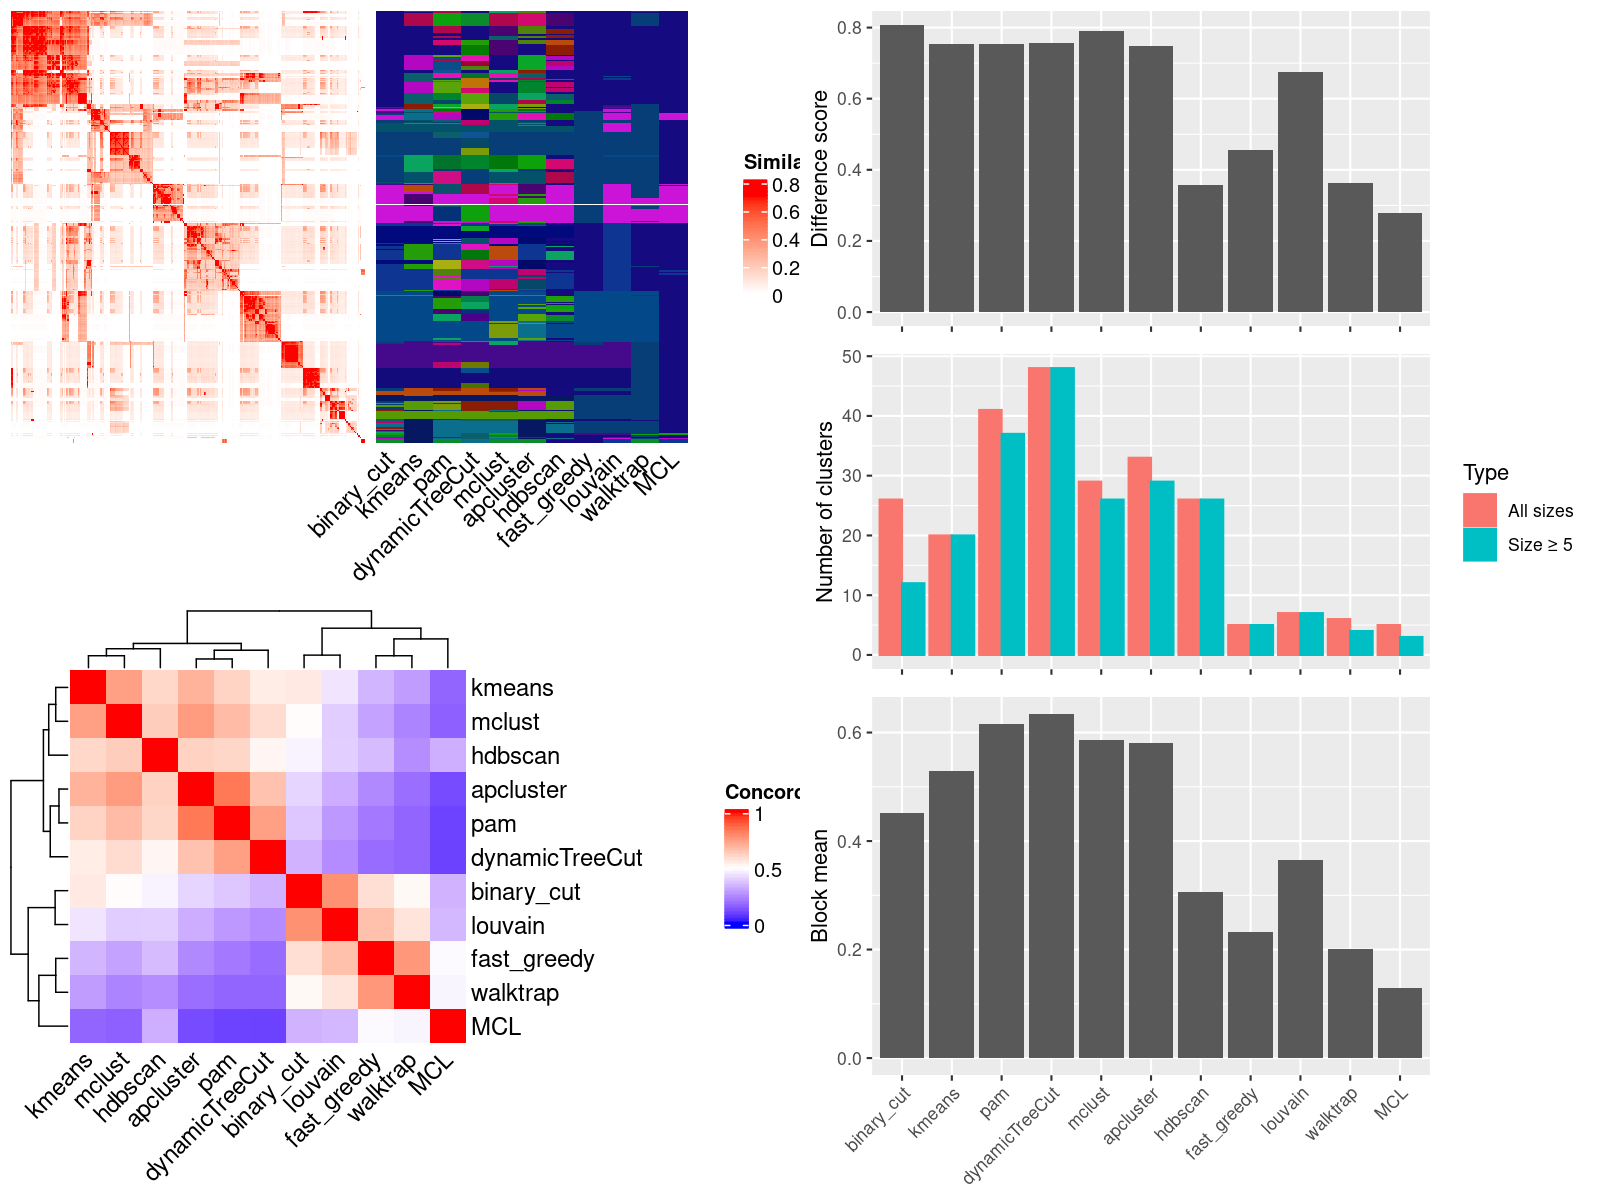 Simila
0.8
0.6
0.4
0.2
0
binary_cut
kmeans
pam
dynamicTreeCut
mclust
apcluster
hdbscan
fast_greedy
louvain
walktrap
MCL
kmeans
mclust
hdbscan
apcluster
pam
dynamicTreeCut
binary_cut
louvain
fast_greedy
walktrap
MCL
kmeans
mclust
hdbscan
apcluster
pam
dynamicTreeCut
binary_cut
louvain
fast_greedy
walktrap
MCL
Concord
1
0.5
0
Difference score
0.8
0.6
0.4
0.2
0.0
Number of clusters
50
40
30
20
10
0
Type
All sizes
Size ≥ 5
Block mean
0.6
0.4
0.2
0.0
binary_cut
kmeans
pam
dynamicTreeCut
mclust
apcluster
hdbscan
fast_greedy
louvain
walktrap
MCL